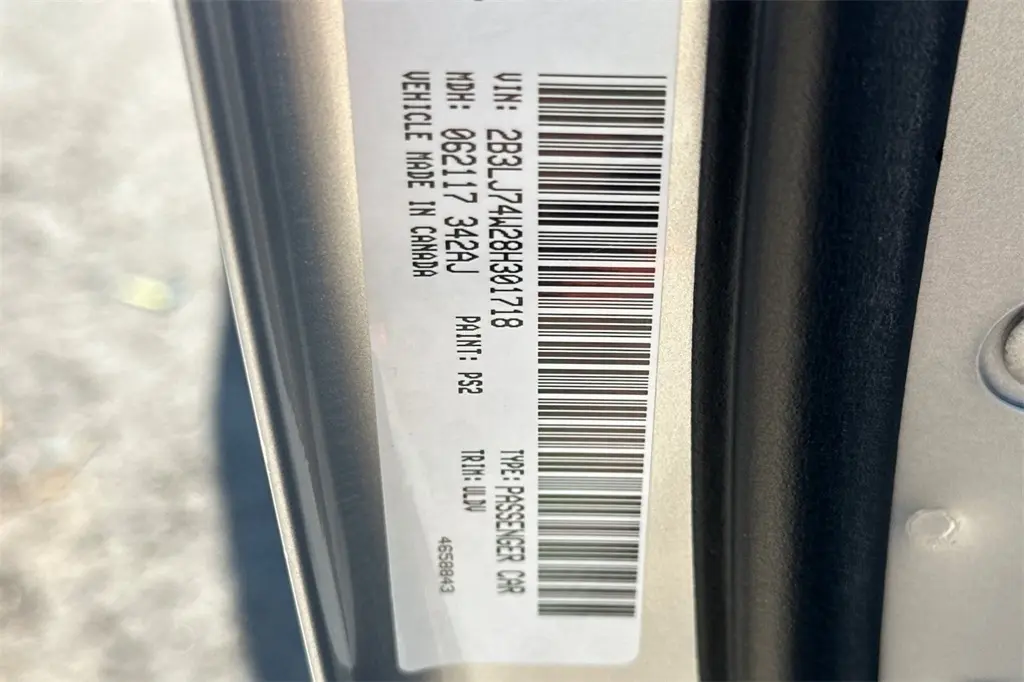 VIN: 2B3LJ74W28H301718 TYPE: PASSENGER CAR
MDH: 062117 342AJ PAINT: PS2 TRIM: ULDV
VEHICLE MADE IN CANADA 4658843